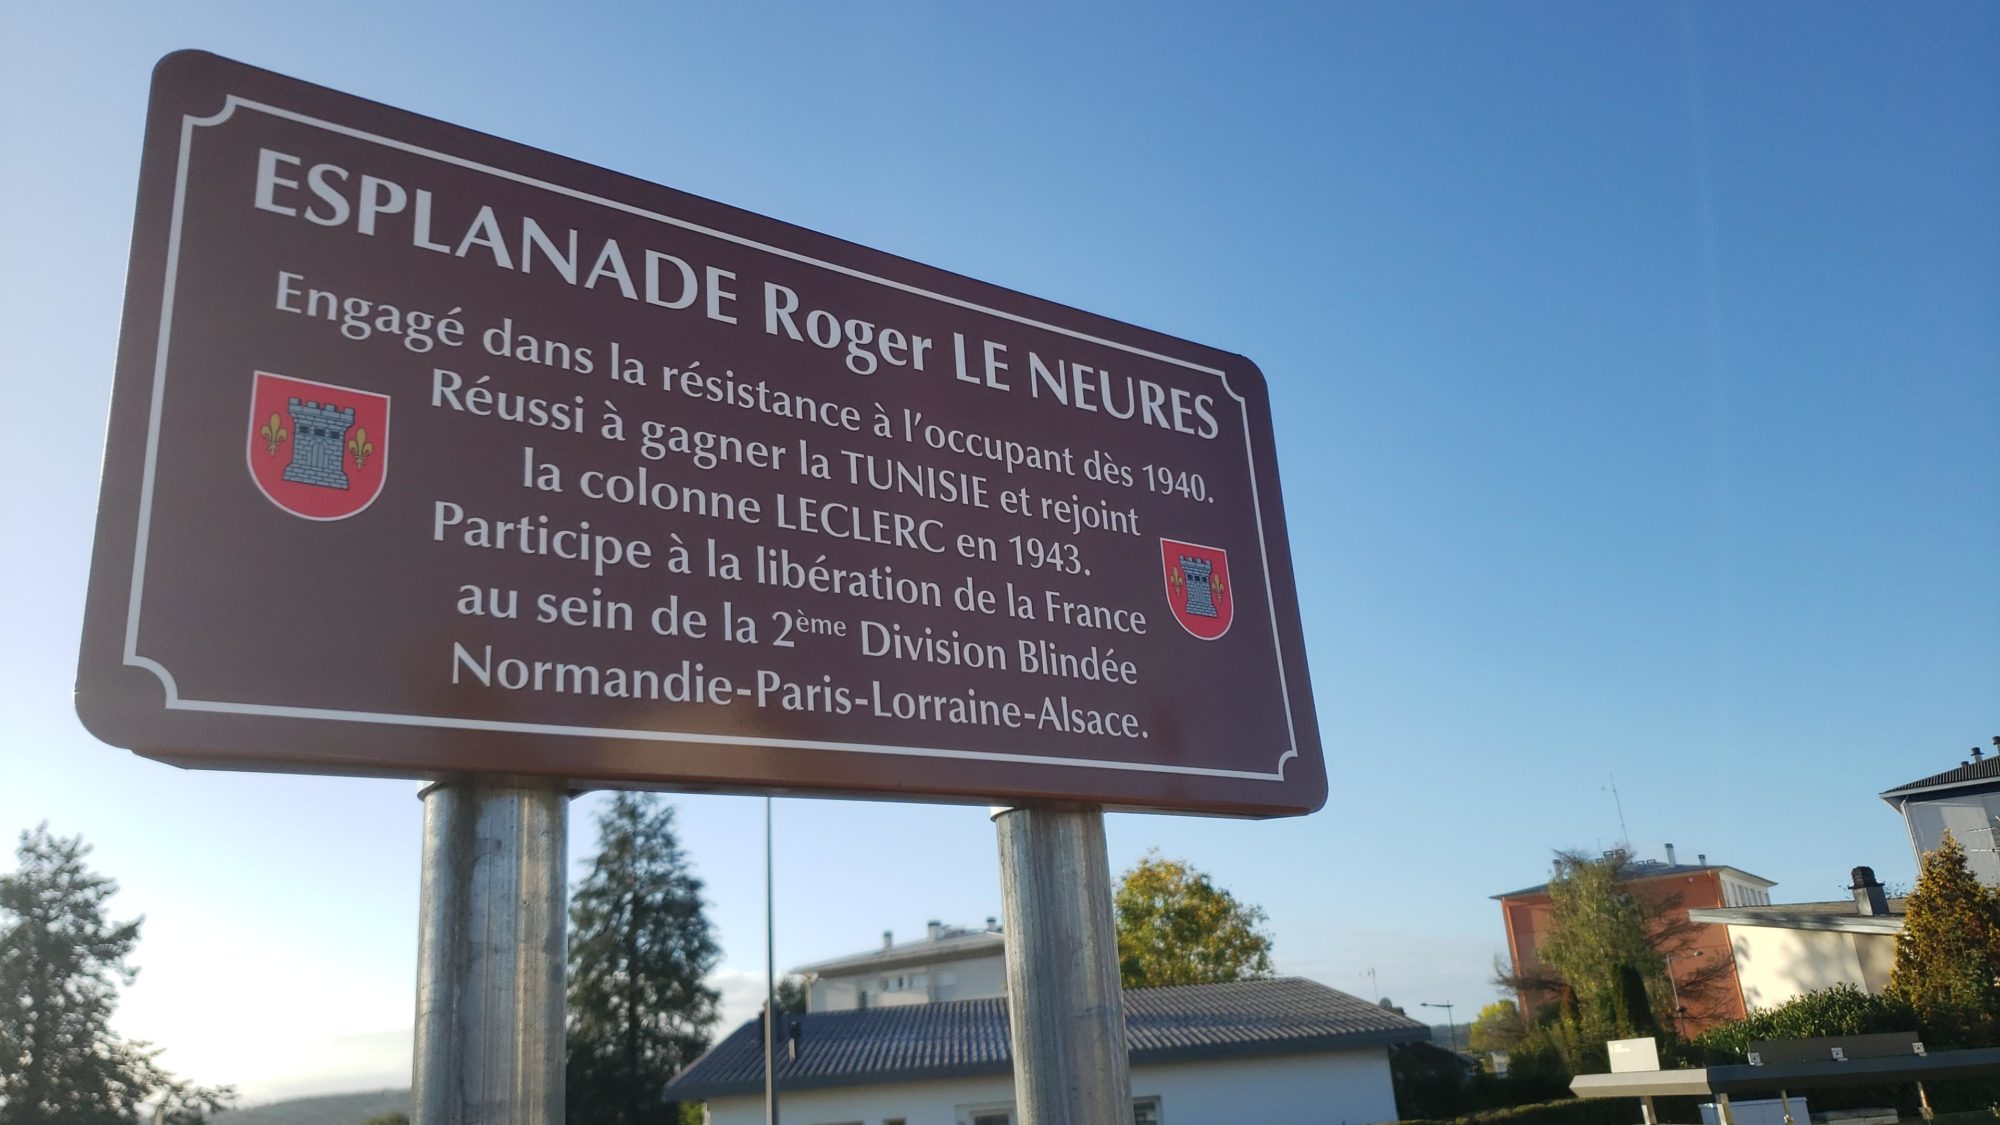 ESPLANADE Roger LE NEURES
Engagé dans la résistance à l'occupant dès 1940.
Réussi à gagner la TUNISIE et rejoint
la colonne LECLERC en 1943.
Participe à la libération de la France
au sein de la 2ème Division Blindée
Normandie-Paris-Lorraine-Alsace.